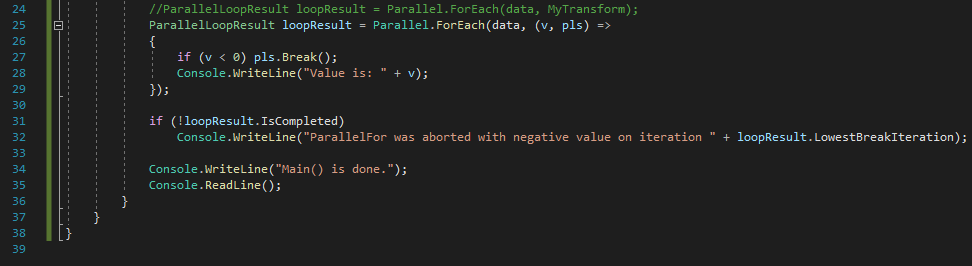 24 //ParallelLoopResult loopResult = Parallel.ForEach(data, MyTransform);
25 ParallelLoopResult loopResult = Parallel.ForEach(data, (v, pls) =>
26 {
27 if (v < 0) pls.Break();
28 Console.WriteLine("Value is: " + v);
29 });
30
31 if (!loopResult.IsCompleted)
32 Console.WriteLine("ParallelFor was aborted with negative value on iteration " + loopResult.LowestBreakIteration);
33
34 Console.WriteLine("Main() is done.");
35 Console.ReadLine();
36 }
37 }
38 }
39